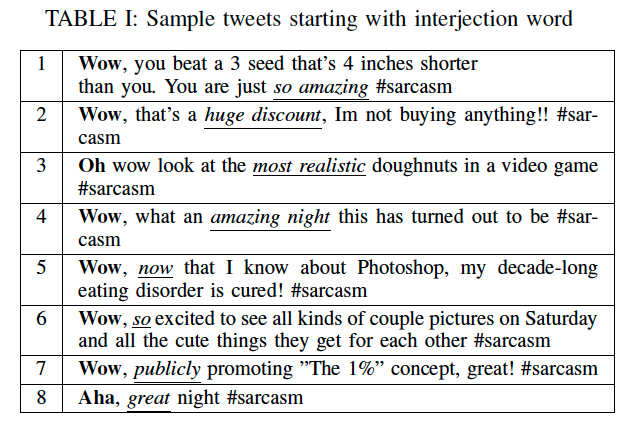 TABLE I: Sample tweets starting with interjection word
1 Wow, you beat a 3 seed that's 4 inches shorter
than you. You are just so amazing #sarcasm
2 Wow, that's a huge discount, Im not buying anything!! #sar-
casm
3 Oh wow look at the most realistic doughnuts in a video game
#sarcasm
4 Wow, what an amazing night this has turned out to be #sar-
casm
5 Wow, now that I know about Photoshop, my decade-long
eating disorder is cured! #sarcasm
6 Wow, so excited to see all kinds of couple pictures on Saturday
and all the cute things they get for each other #sarcasm
7 Wow, publicly promoting ”The 1%” concept, great! #sarcasm
8 Aha, great night #sarcasm